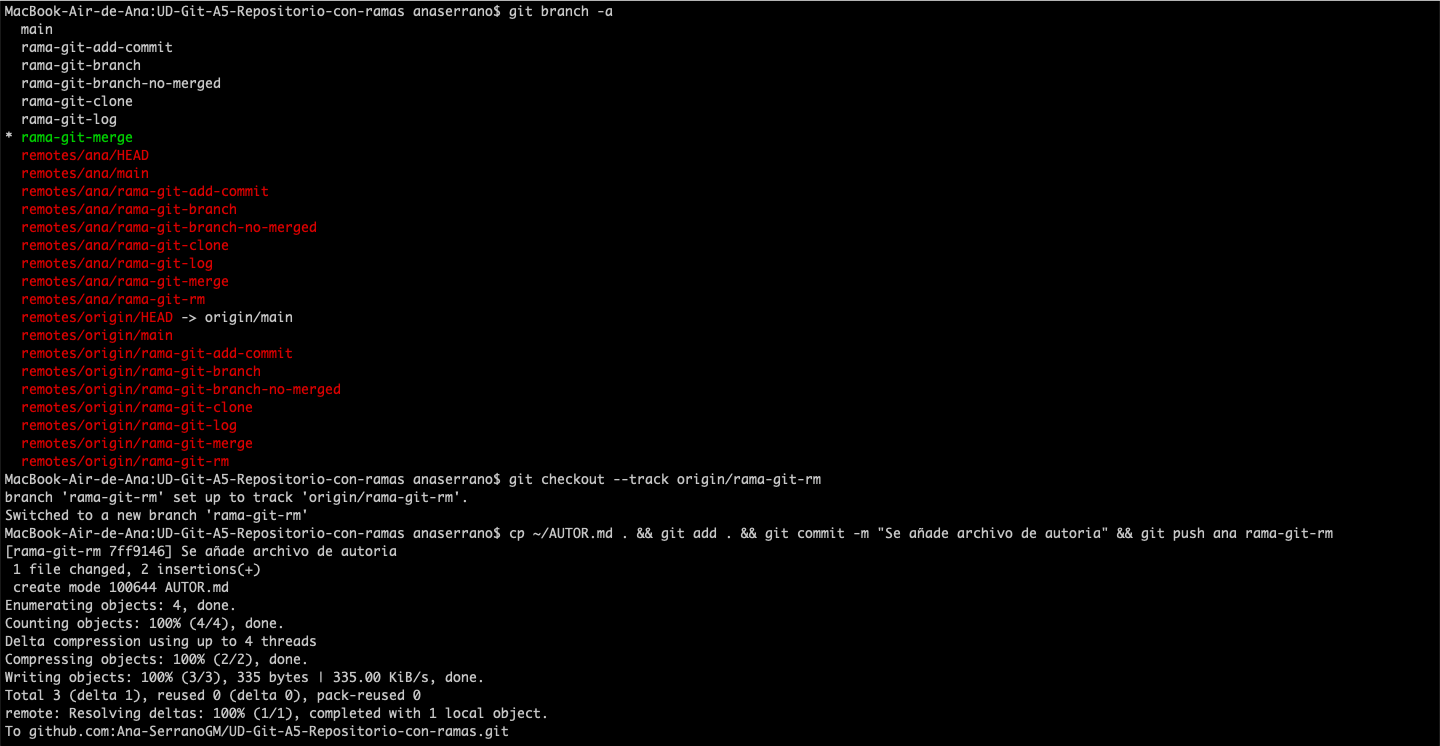 MacBook-Air-de-Ana:UD-Git-A5-Repositorio-con-ramas anaserrano$ git branch -a
  main
  rama-git-add-commit
  rama-git-branch
  rama-git-branch-no-merged
  rama-git-clone
  rama-git-log
* rama-git-merge
  remotes/ana/HEAD
  remotes/ana/main
  remotes/ana/rama-git-add-commit
  remotes/ana/rama-git-branch
  remotes/ana/rama-git-branch-no-merged
  remotes/ana/rama-git-clone
  remotes/ana/rama-git-log
  remotes/ana/rama-git-merge
  remotes/ana/rama-git-rm
  remotes/origin/HEAD -> origin/main
  remotes/origin/main
  remotes/origin/rama-git-add-commit
  remotes/origin/rama-git-branch
  remotes/origin/rama-git-branch-no-merged
  remotes/origin/rama-git-clone
  remotes/origin/rama-git-log
  remotes/origin/rama-git-merge
  remotes/origin/rama-git-rm
MacBook-Air-de-Ana:UD-Git-A5-Repositorio-con-ramas anaserrano$ git checkout --track origin/rama-git-rm
branch 'rama-git-rm' set up to track 'origin/rama-git-rm'.
Switched to a new branch 'rama-git-rm'
MacBook-Air-de-Ana:UD-Git-A5-Repositorio-con-ramas anaserrano$ cp ~/AUTOR.md . && git add . && git commit -m "Se añade archivo de autoria" && git push ana rama-git-rm
[rama-git-rm 7ff9146] Se añade archivo de autoria
 1 file changed, 2 insertions(+)
 create mode 100644 AUTOR.md
Enumerating objects: 4, done.
Counting objects: 100% (4/4), done.
Delta compression using up to 4 threads
Compressing objects: 100% (2/2), done.
Writing objects: 100% (3/3), 335 bytes | 335.00 KiB/s, done.
Total 3 (delta 1), reused 0 (delta 0), pack-reused 0
remote: Resolving deltas: 100% (1/1), completed with 1 local object.
To github.com:Ana-SerranoGM/UD-Git-A5-Repositorio-con-ramas.git